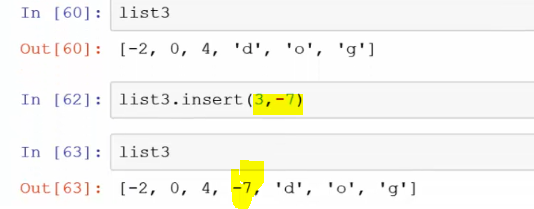 In [60]: list3
Out[60]: [-2, 0, 4, 'd', 'o', 'g']
In [62]: list3.insert(3,-7)
In [63]: list3
Out[63]: [-2, 0, 4, -7, 'd', 'o', 'g']